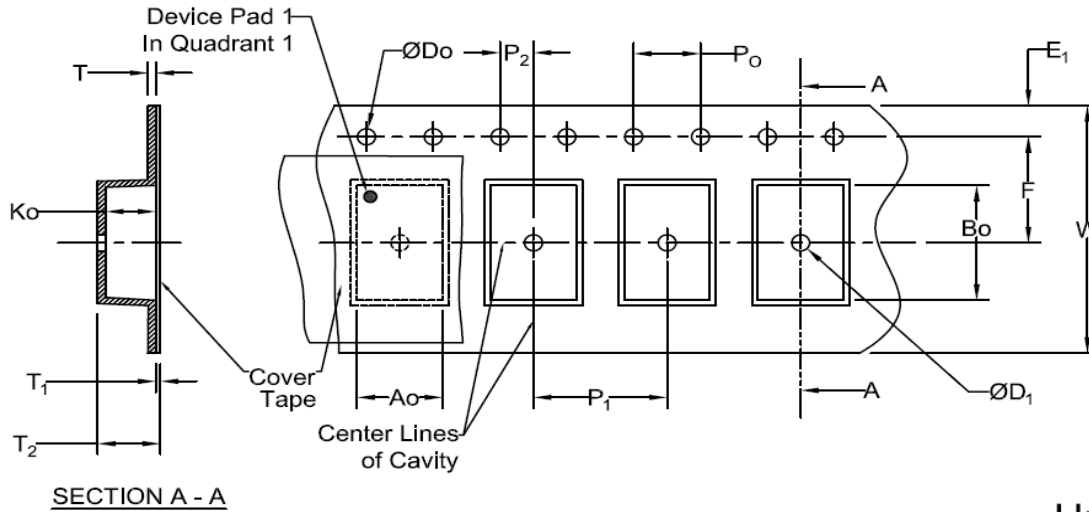 Device Pad 1
In Quadrant 1
T
ØDo
P₂
Po
E₁
A
Ko
F
Bo
W
T₁
Cover
Tape
Ao
P₁
A
ØD₁
T₂
Center Lines
of Cavity
SECTION A - A